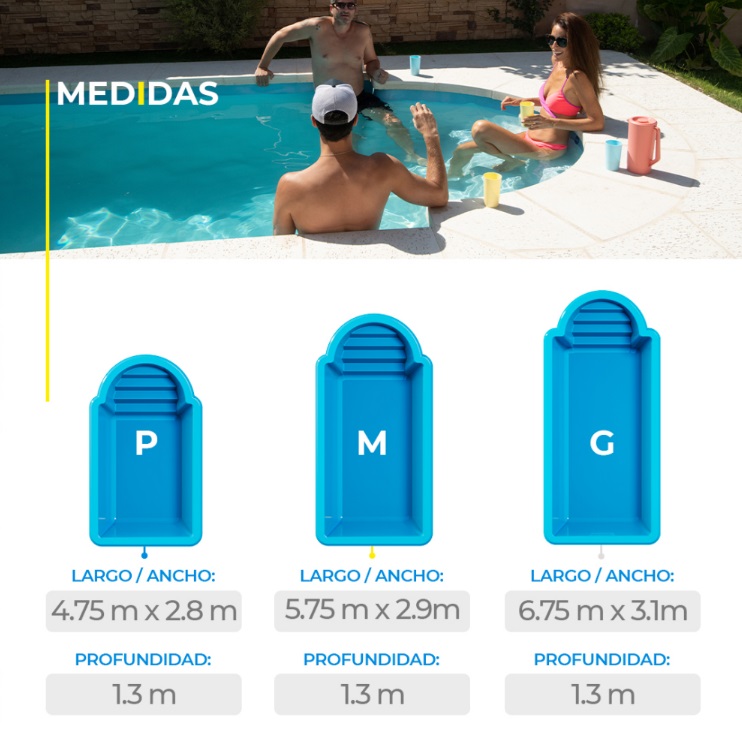 MEDIDAS
P
M
G
LARGO / ANCHO:
4.75 m x 2.8 m
LARGO / ANCHO:
5.75 m x 2.9m
LARGO / ANCHO:
6.75 m x 3.1m
PROFUNDIDAD:
1.3 m
PROFUNDIDAD:
1.3 m
PROFUNDIDAD:
1.3 m